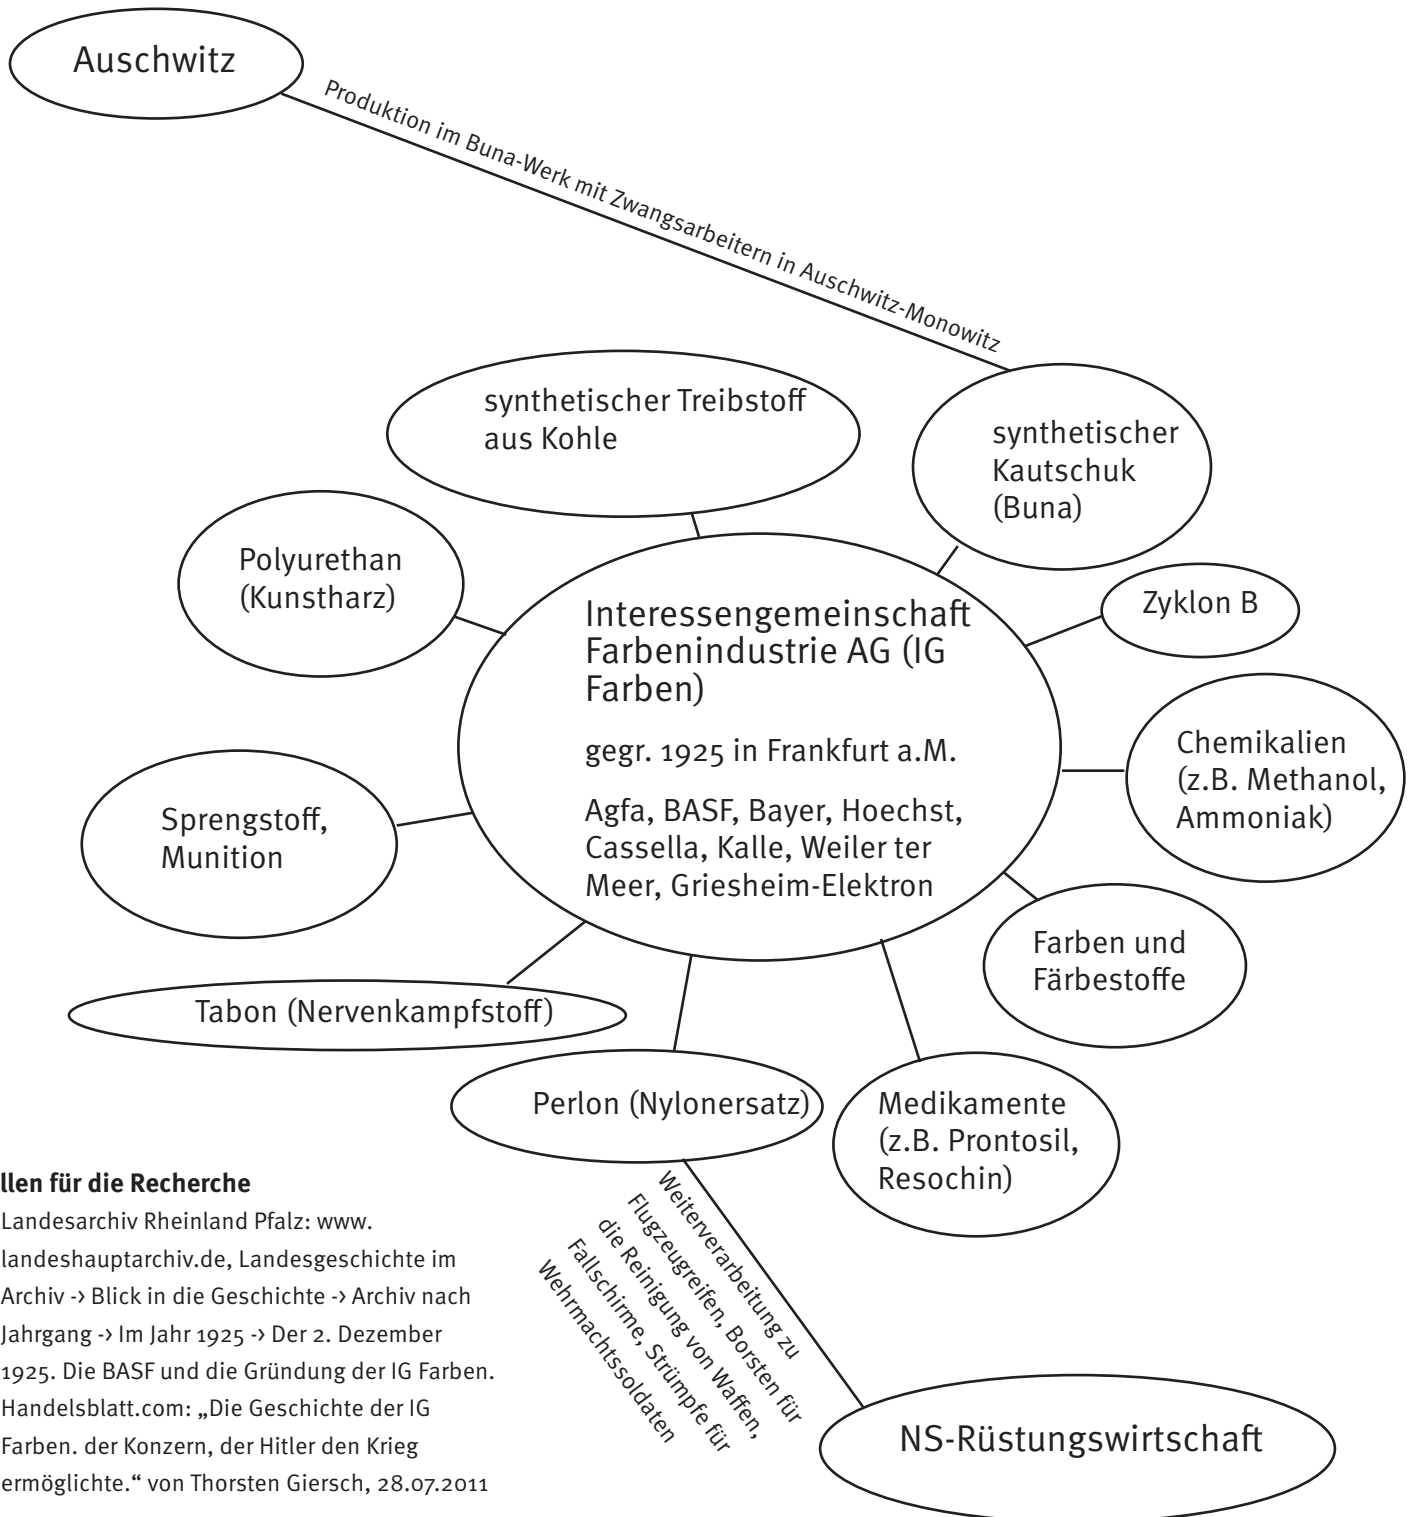 Auschwitz
Produktion im Buna-Werk mit Zwangsarbeitern in Auschwitz-Monowitz
synthetischer Treibstoff
aus Kohle
synthetischer
Kautschuk
(Buna)
Polyurethan
(Kunstharz)
Zyklon B
Interessengemeinschaft
Farbenindustrie AG (IG
Farben)
gegr. 1925 in Frankfurt a.M.
Agfa, BASF, Bayer, Hoechst,
Cassella, Kalle, Weiler ter
Meer, Griesheim-Elektron
Chemikalien
(z.B. Methanol,
Ammoniak)
Sprengstoff,
Munition
Farben und
Färbestoffe
Tabon (Nervenkampfstoff)
Perlon (Nylonersatz)
Medikamente
(z.B. Prontosil,
Resochin)
Weiterverarbeitung zu
Flugzeugreifen, Borsten für
die Reinigung von Waffen,
Fallschirme, Strümpfe für
Wehrmachtssoldaten
NS-Rüstungswirtschaft
llen für die Recherche
Landesarchiv Rheinland Pfalz: www.
landeshauptarchiv.de, Landesgeschichte im
Archiv -> Blick in die Geschichte -> Archiv nach
Jahrgang -> Im Jahr 1925 -> Der 2. Dezember
1925. Die BASF und die Gründung der IG Farben.
Handelsblatt.com: „Die Geschichte der IG
Farben. der Konzern, der Hitler den Krieg
ermöglichte.“ von Thorsten Giersch, 28.07.2011